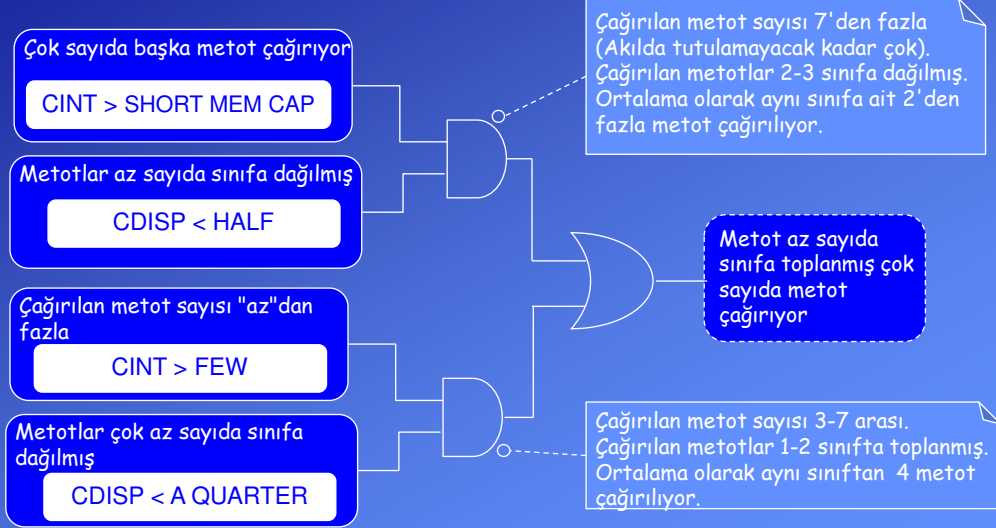 Çok sayıda başka metot çağırıyor
CINT > SHORT MEM CAP
Metotlar az sayıda sınıfa dağılmış
CDISP < HALF
Çağırılan metot sayısı "az"dan
fazla
CINT > FEW
Metotlar çok az sayıda sınıfa
dağılmış
CDISP < A QUARTER
Çağırılan metot sayısı 7'den fazla
(Akılda tutulamayacak kadar çok).
Çağırılan metotlar 2-3 sınıfa dağılmış.
Ortalama olarak aynı sınıfa ait 2'den
fazla metot çağırılıyor.
Metot az sayıda
sınıfa toplanmış çok
sayıda metot
çağırıyor
Çağırılan metot sayısı 3-7 arası.
Çağırılan metotlar 1-2 sınıfta toplanmış.
Ortalama olarak aynı sınıftan 4 metot
çağırılıyor.